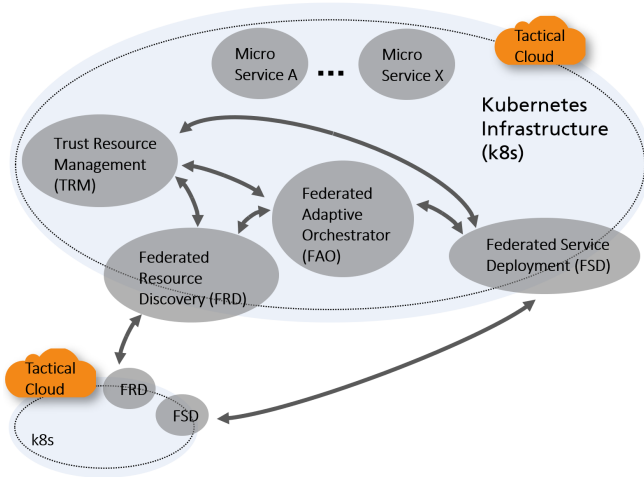 Tactical
Cloud
Micro
Service A
...
Micro
Service X
Kubernetes
Infrastructure
(k8s)
Trust Resource
Management
(TRM)
Federated
Adaptive
Orchestrator
(FAO)
Federated Service
Deployment (FSD)
Federated
Resource
Discovery (FRD)
Tactical
Cloud
FRD
FSD
k8s